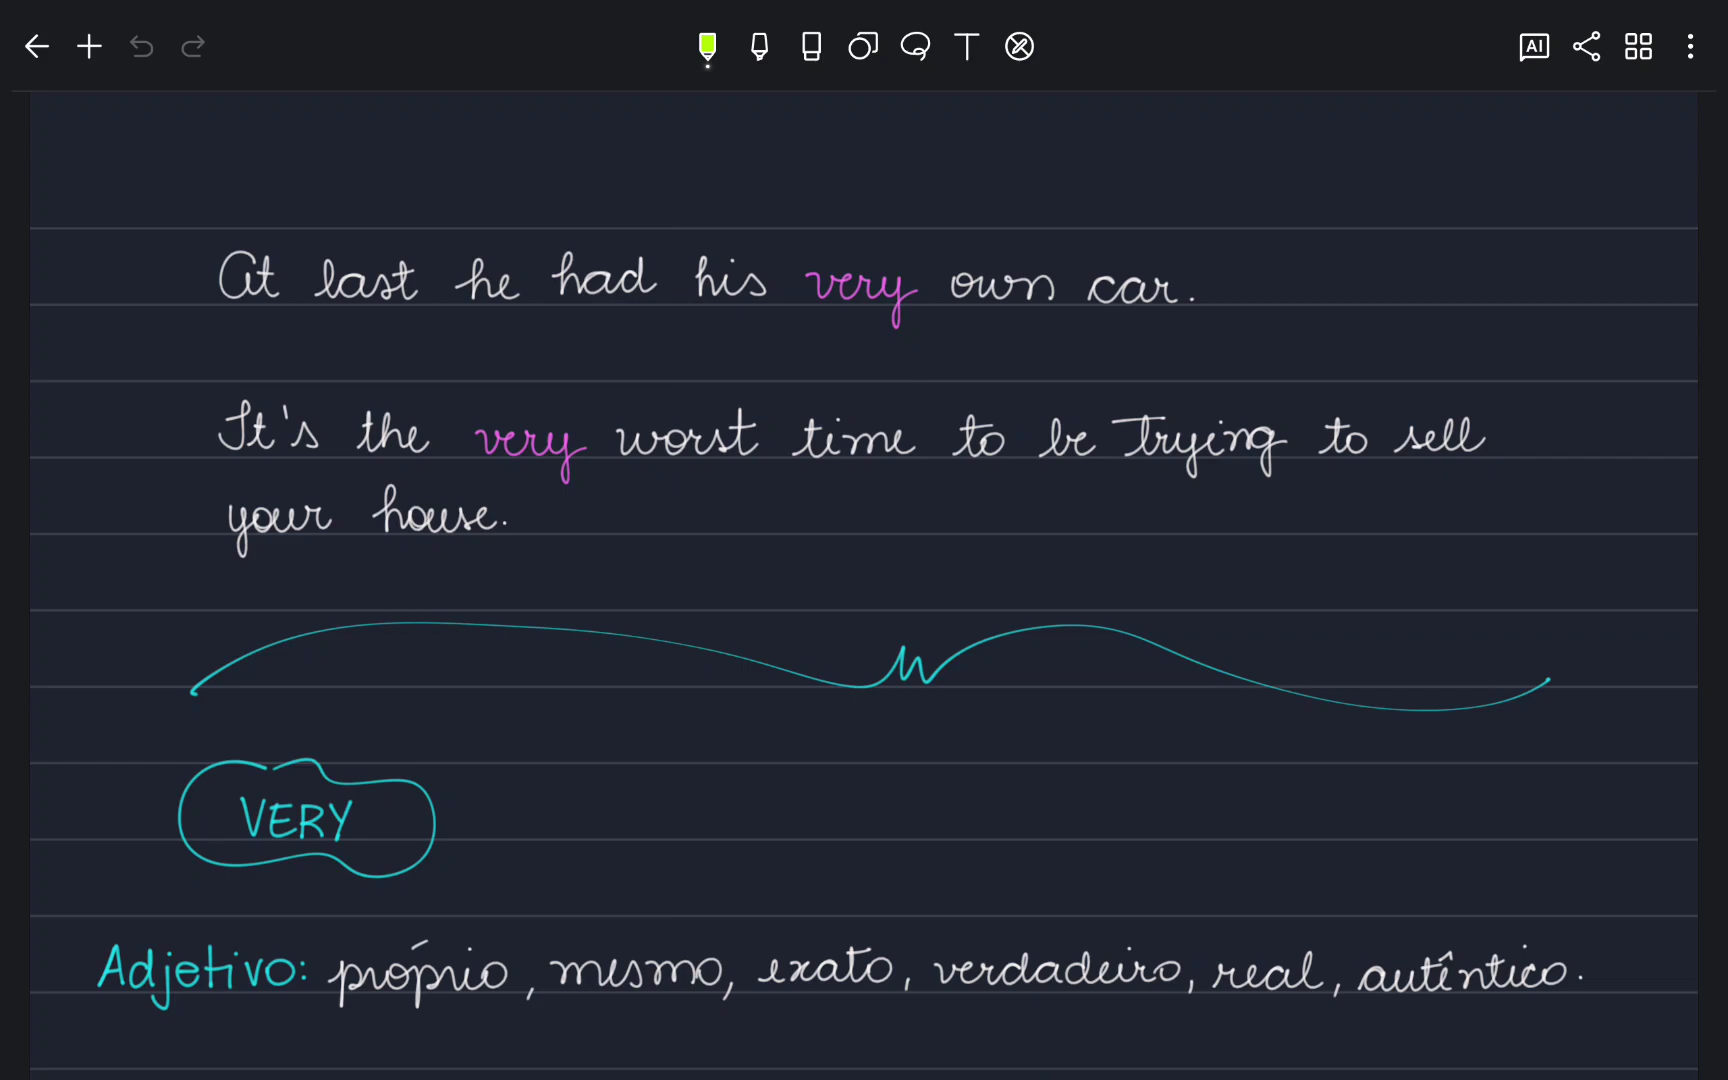 AI
At last he had his very own car.
It's the very worst time to be trying to sell
your house.
VERY
Adjetivo: próprio, mesmo, exato, verdadeiro, real, autêntico.